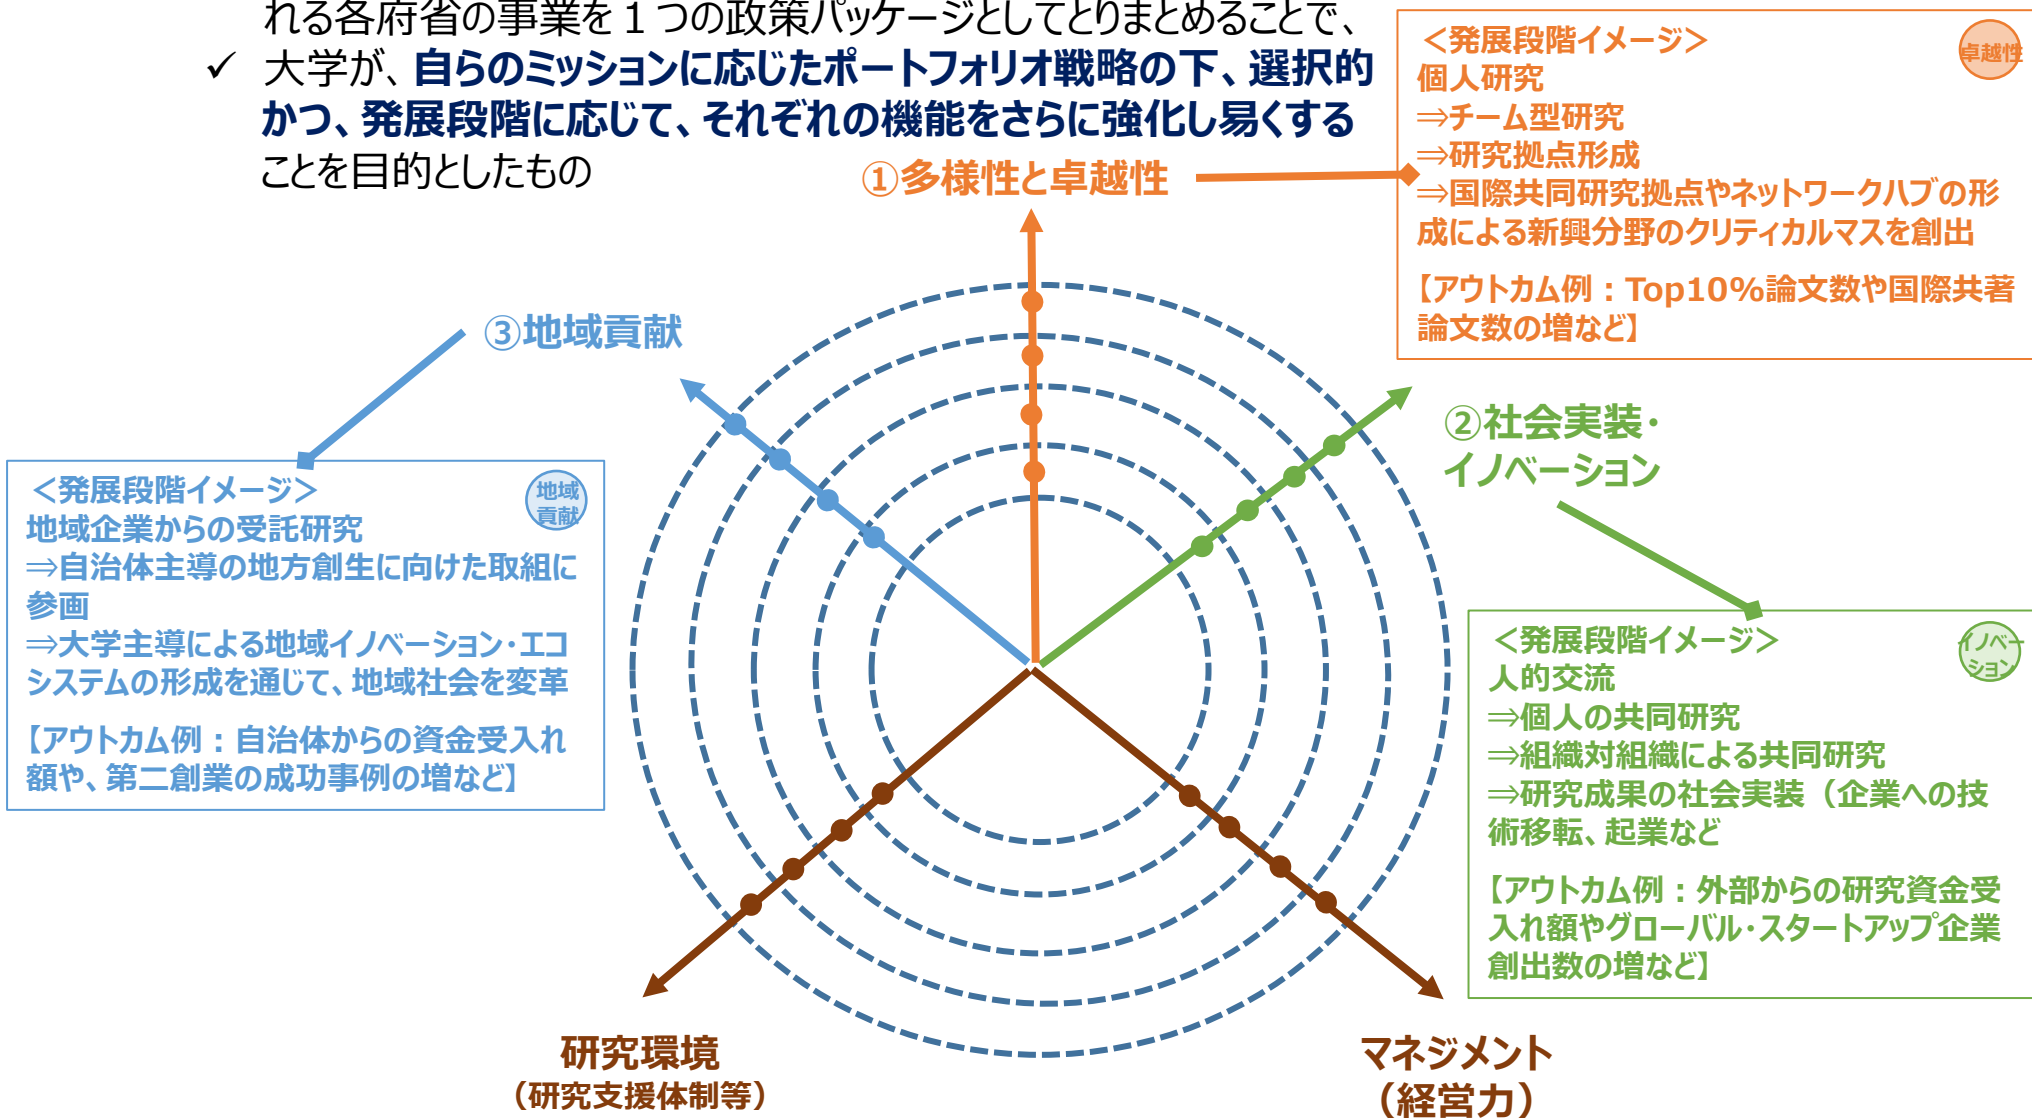 れる各府省の事業を１つの政策パッケージとしてとりまとめることで、
✓ 大学が、自らのミッションに応じたポートフォリオ戦略の下、選択的
かつ、発展段階に応じて、それぞれの機能をさらに強化し易くする
ことを目的としたもの
①多様性と卓越性
＜発展段階イメージ＞
卓越性
個人研究
⇒チーム型研究
⇒研究拠点形成
⇒国際共同研究拠点やネットワークハブの形
成による新興分野のクリティカルマスを創出
【アウトカム例：Top10%論文数や国際共著
論文数の増など】
③地域貢献
②社会実装・
イノベーション
＜発展段階イメージ＞
地域
貢献
地域企業からの受託研究
⇒自治体主導の地方創生に向けた取組に
参画
⇒大学主導による地域イノベーション・エコ
システムの形成を通じて、地域社会を変革
【アウトカム例：自治体からの資金受入れ
額や、第二創業の成功事例の増など】
＜発展段階イメージ＞
イノベー
ション
人的交流
⇒個人の共同研究
⇒組織対組織による共同研究
⇒研究成果の社会実装（企業への技
術移転、起業など
【アウトカム例：外部からの研究資金受
入れ額やグローバル・スタートアップ企業
創出数の増など】
研究環境
（研究支援体制等）
マネジメント
（経営力）